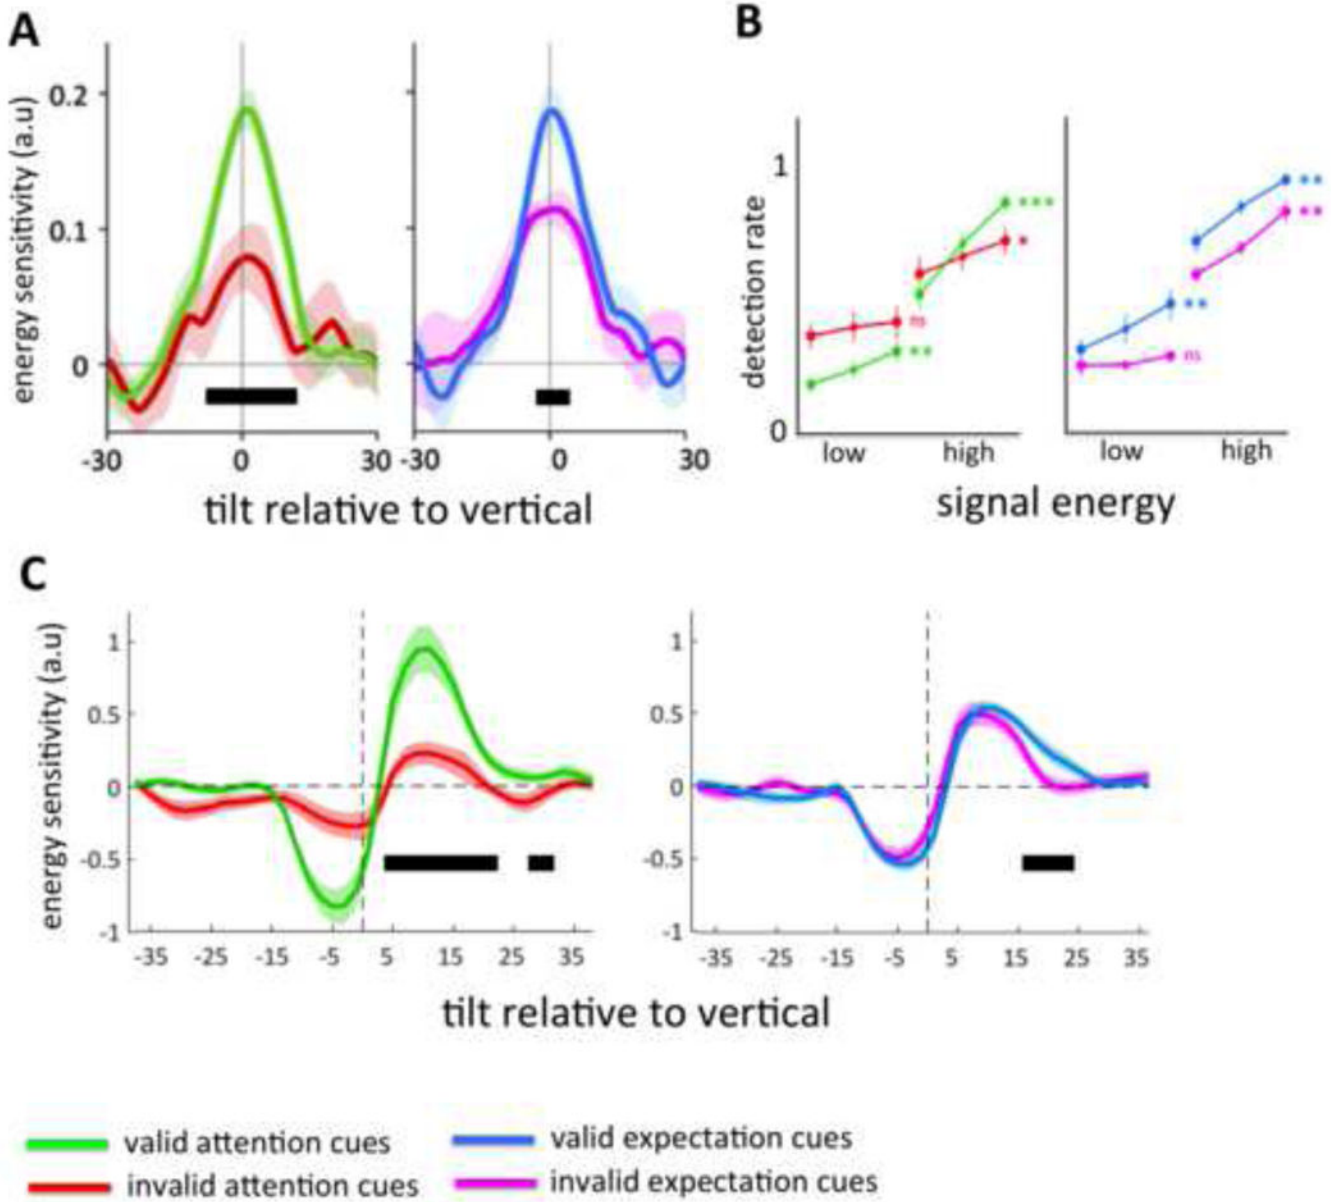 A
B
energy sensitivity (a.u)
0.2
0.1
0
-30
0
30
-30
0
30
tilt relative to vertical
detection rate
1
0
***
*
ns
**
**
**
**
ns
low
high
low
high
signal energy
C
energy sensitivity (a.u)
1
0.5
0
-0.5
-1
-35
-25
-15
-5
5
15
25
35
1
0.5
0
-0.5
-1
-35
-25
-15
-5
5
15
25
35
tilt relative to vertical
valid attention cues
valid expectation cues
invalid attention cues
invalid expectation cues